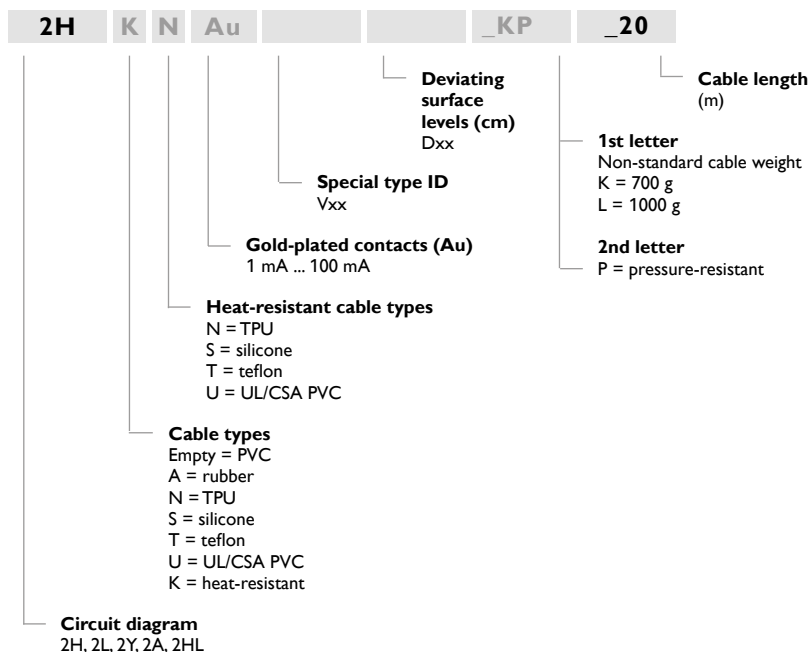 2H K N Au _KP _20
Deviating
surface
levels (cm)
Dxx
Cable length
(m)
1st letter
Non-standard cable weight
K = 700 g
L = 1000 g
Special type ID
Vxx
2nd letter
P = pressure-resistant
Gold-plated contacts (Au)
1 mA ... 100 mA
Heat-resistant cable types
N = TPU
S = silicone
T = teflon
U = UL/CSA PVC
Cable types
Empty = PVC
A = rubber
N = TPU
S = silicone
T = teflon
U = UL/CSA PVC
K = heat-resistant
Circuit diagram
2H, 2L, 2Y, 2A, 2HL